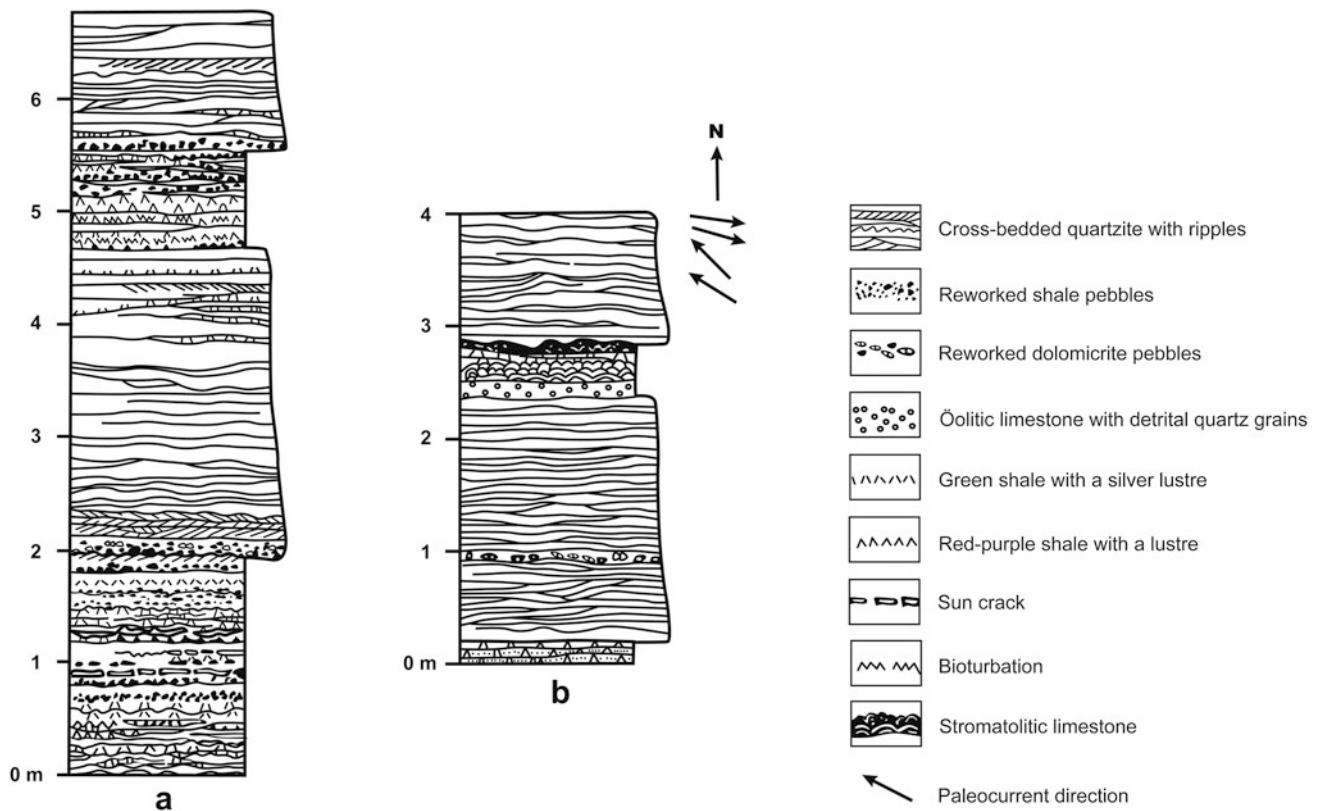 6
5
4
3
2
1
0 m
a
N
4
3
2
1
0 m
b
Cross-bedded quartzite with ripples
Reworked shale pebbles
Reworked dolomicrite pebbles
Öolitic limestone with detrital quartz grains
Green shale with a silver lustre
Red-purple shale with a lustre
Sun crack
Bioturbation
Stromatolitic limestone
Paleocurrent direction